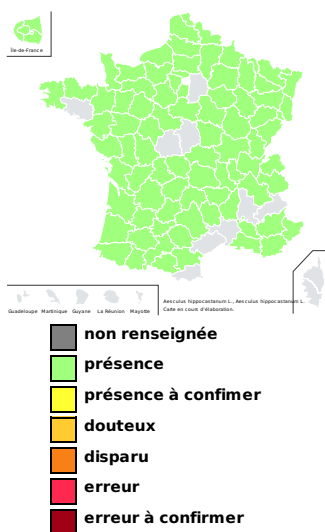 Île-de-France
Guadeloupe Martinique Guyane La Réunion Mayotte
Aesculus hippocastanum L., Aesculus hippocastanum L.
Carte en cours d'élaboration.
non renseignée
présence
présence à confimer
douteux
disparu
erreur
erreur à confirmer